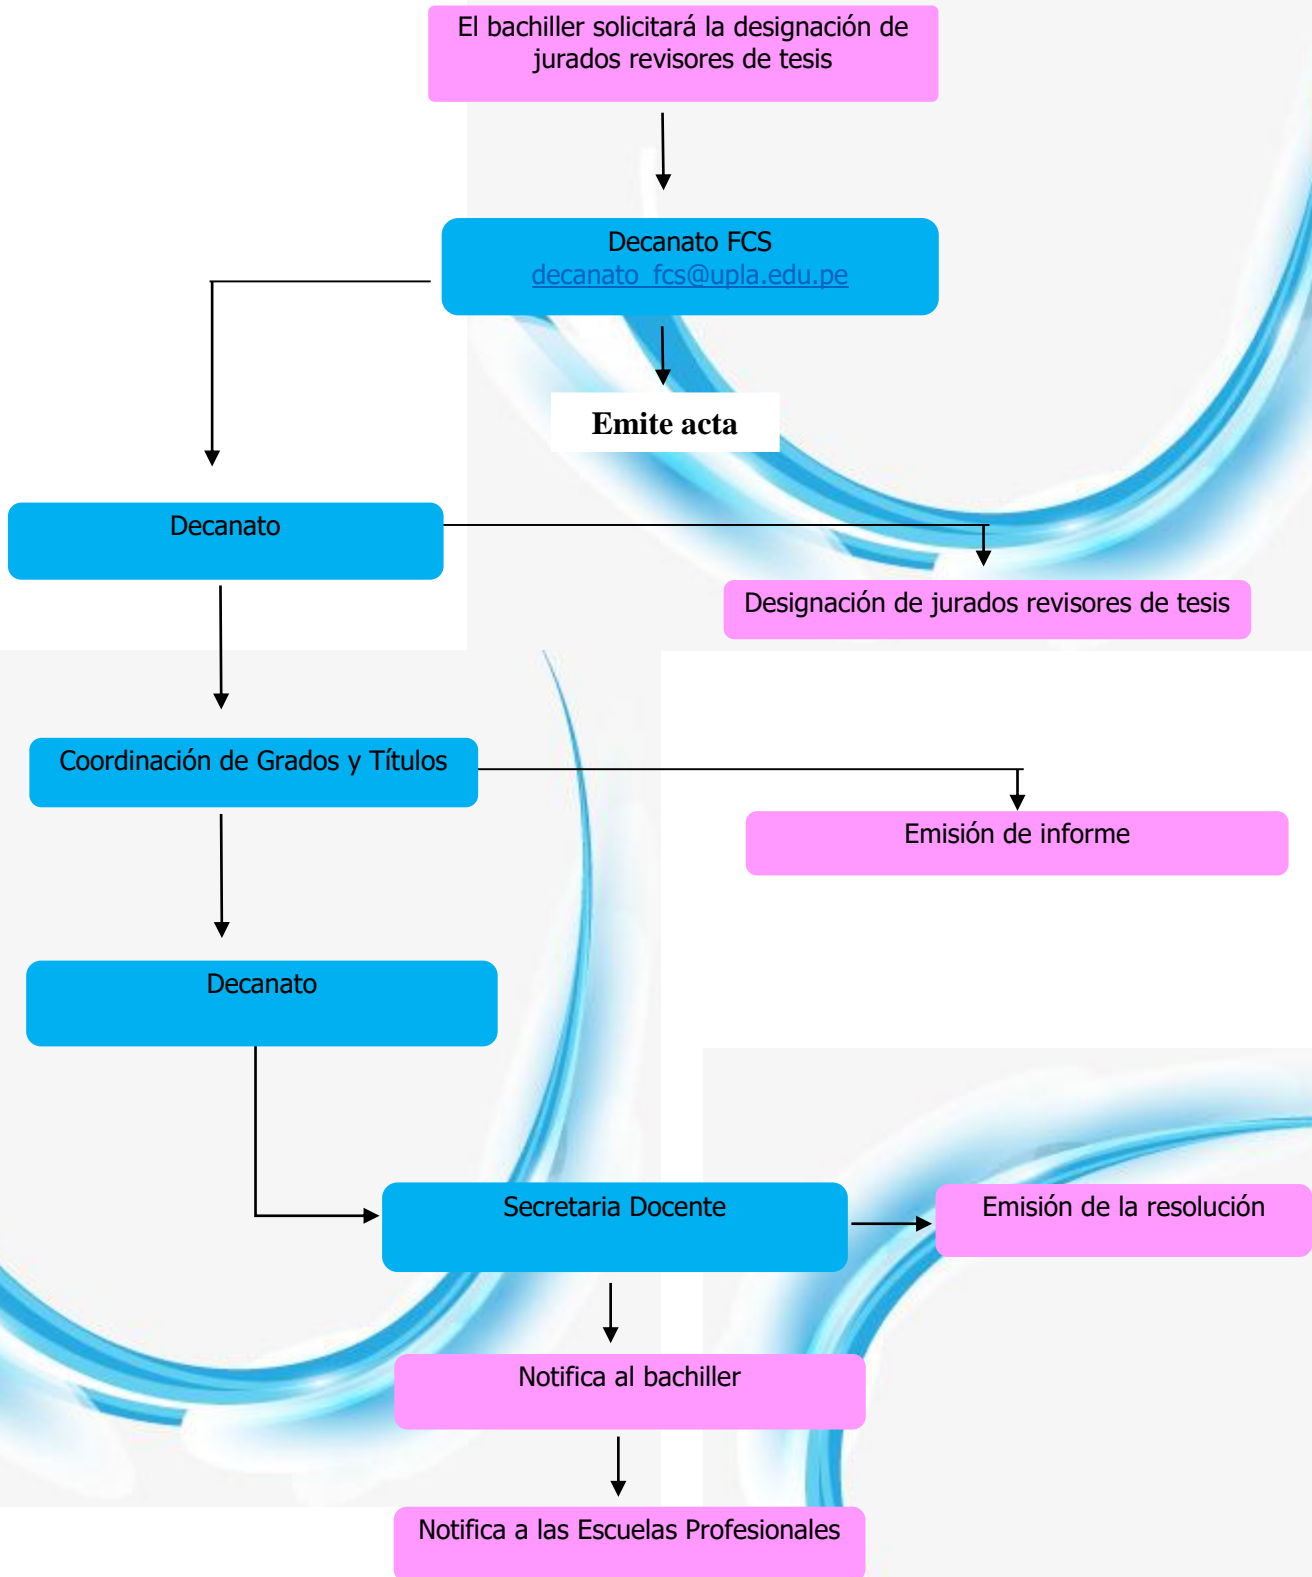 El bachiller solicitará la designación de
jurados revisores de tesis
Decanato FCS
decanato_fcs@upla.edu.pe
Emite acta
Decanato
Designación de jurados revisores de tesis
Coordinación de Grados y Títulos
Emisión de informe
Decanato
Secretaria Docente
Emisión de la resolución
Notifica al bachiller
Notifica a las Escuelas Profesionales